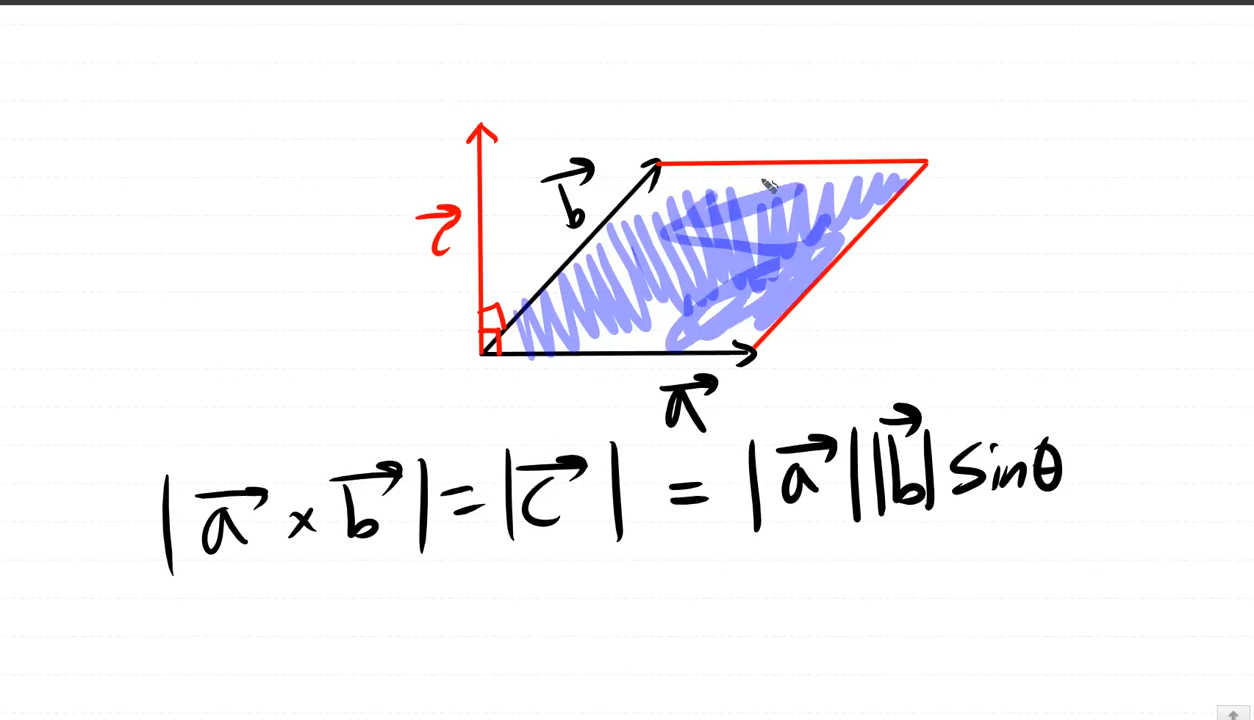 c⃗
b⃗
a⃗
|a⃗ × b⃗| = |c⃗| = |a⃗||b⃗| sinθ